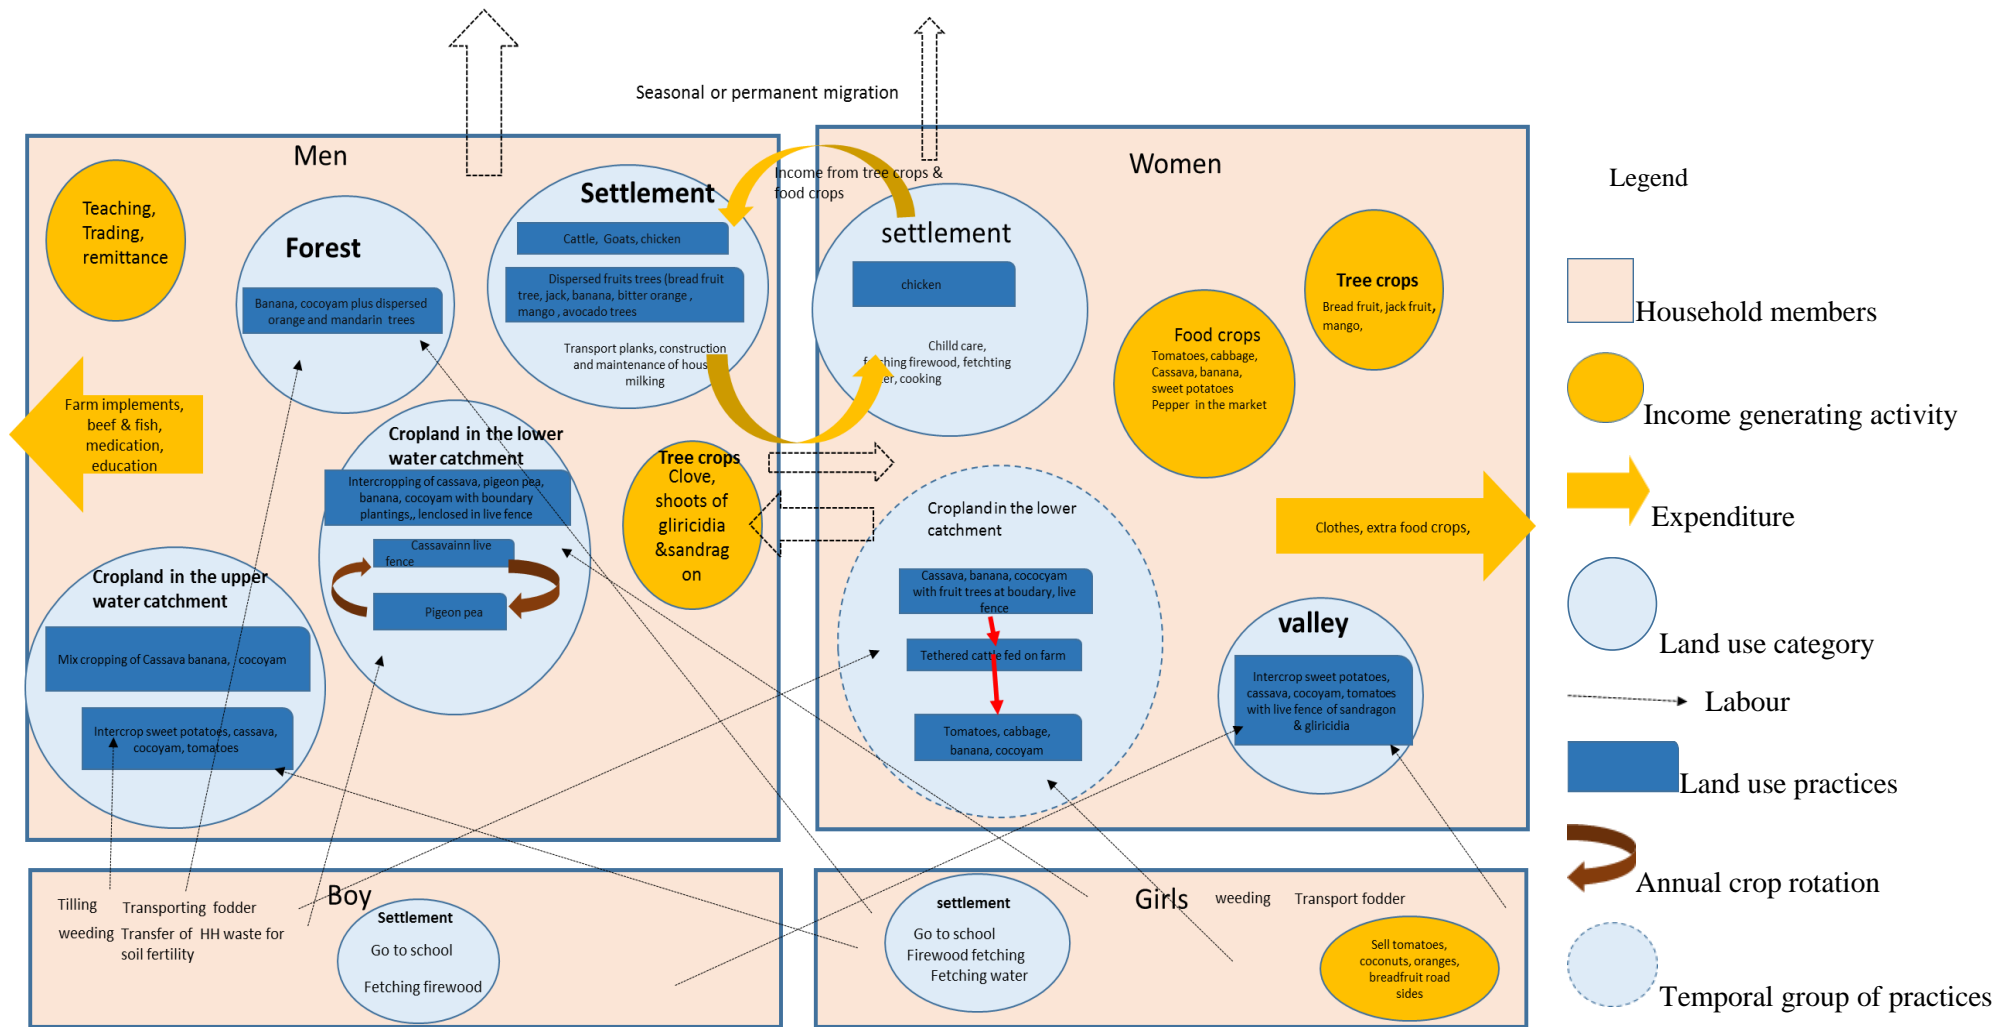 Seasonal or permanent migration
Men
Teaching,
Trading,
remittance
Forest
Banana, cocoyam plus dispersed
orange and mandarin trees
Settlement
Cattle, Goats, chicken
Dispersed fruits trees (bread fruit
tree, jack, banana, bitter orange ,
mango , avocado trees
Transport planks, construction
and maintenance of hous
milking
Income from tree crops &
food crops
Farm implements,
beef & fish,
medication,
education
Cropland in the lower
water catchment
Intercropping of cassava, pigeon pea,
banana, cocoyam with boundary
plantings,, lenclosed in live fence
Cassavainn live
fence
Pigeon pea
Tree crops
Clove,
shoots of
gliricidia
&sandrag
on
Cropland in the upper
water catchment
Mix cropping of Cassava banana, cocoyam
Intercrop sweet potatoes, cassava,
cocoyam, tomatoes
Women
settlement
chicken
Chilld care,
firewood, fetchting
cooking
Food crops
Tomatoes, cabbage,
Cassava, banana,
sweet potatoes
Pepper in the market
Tree crops
Bread fruit, jack fruit,
mango,
Cropland in the lower
catchment
Cassava, banana, cococyam
with fruit trees at boudary, live
fence
Tethered cattle fed on farm
Tomatoes, cabbage,
banana, cocoyam
Clothes, extra food crops,
valley
Intercrop sweet potatoes,
cassava, cocoyam, tomatoes
with live fence of sandragon
& gliricidia
Boy
Tilling
Transporting fodder
weeding
Transfer of HH waste for
soil fertility
Settlement
Go to school
Fetching firewood
Girls
settlement
Go to school
Firewood fetching
Fetching water
weeding
Transport fodder
Sell tomatoes,
coconuts, oranges,
breadfruit road
sides
Legend
Household members
Income generating activity
Expenditure
Land use category
Labour
Land use practices
Annual crop rotation
Temporal group of practices